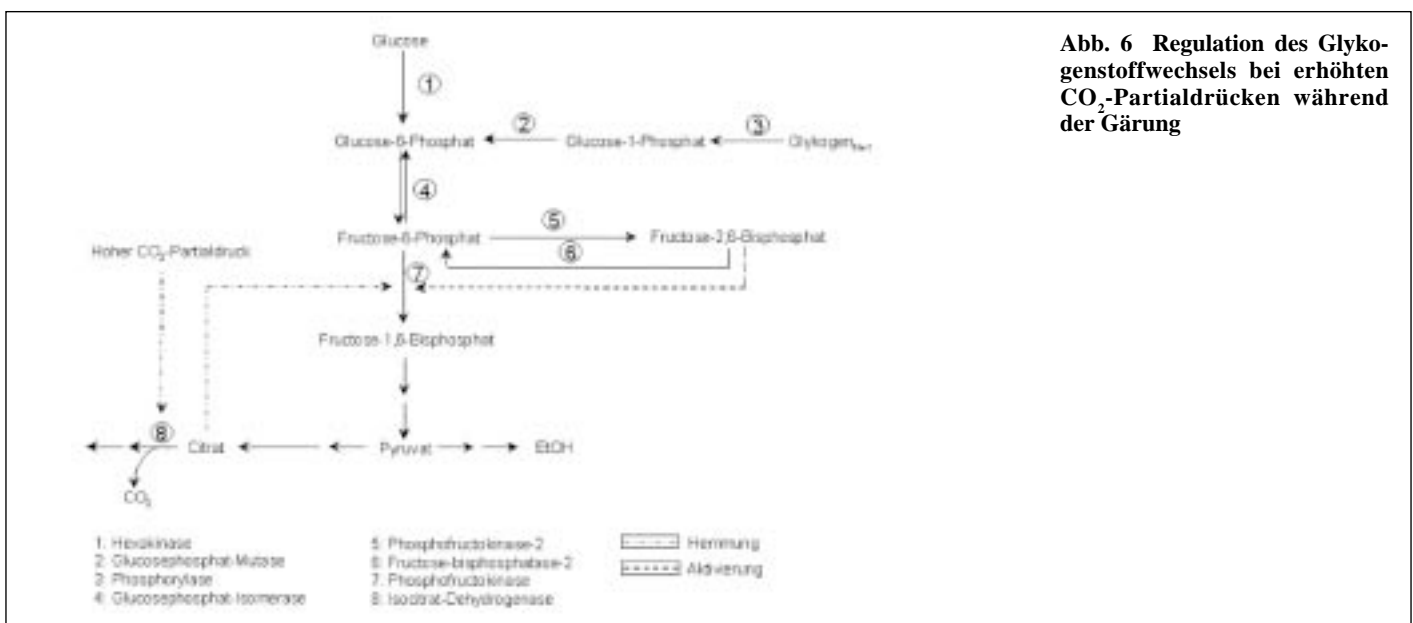 Abb. 6 Regulation des Glyko-
genstoffwechsels bei erhöhten
CO₂-Partialdrücken während
der Gärung
Glucose
①
② ③
Glucose-6-Phosphat Glucose-1-Phosphat
④
⑤
Fructose-6-Phosphat Fructose-2,6-Bisphosphat
Hoher CO₂-Partialdruck
⑥
⑦
Fructose-1,6-Bisphosphat
⑧ Citrat Pyruvat EtOH
CO₂
1: Hexokinase
2: Glucosephosphat-Mutase
3: Phosphorylase
4: Glucosephosphat-Isomerase
5: Phosphofructokinase-2
6: Fructose-bisphosphatase-2
7: Phosphofructokinase
8: Isocitrat-Dehydrogenase
Hemmung
Aktivierung